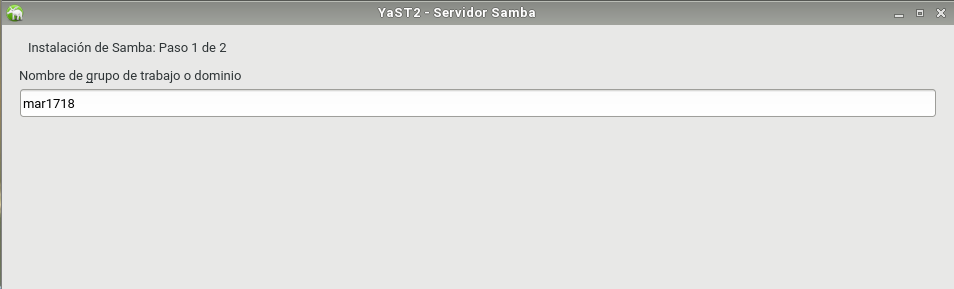 YaST2 - Servidor Samba
Instalación de Samba: Paso 1 de 2
Nombre de grupo de trabajo o dominio
mar1718